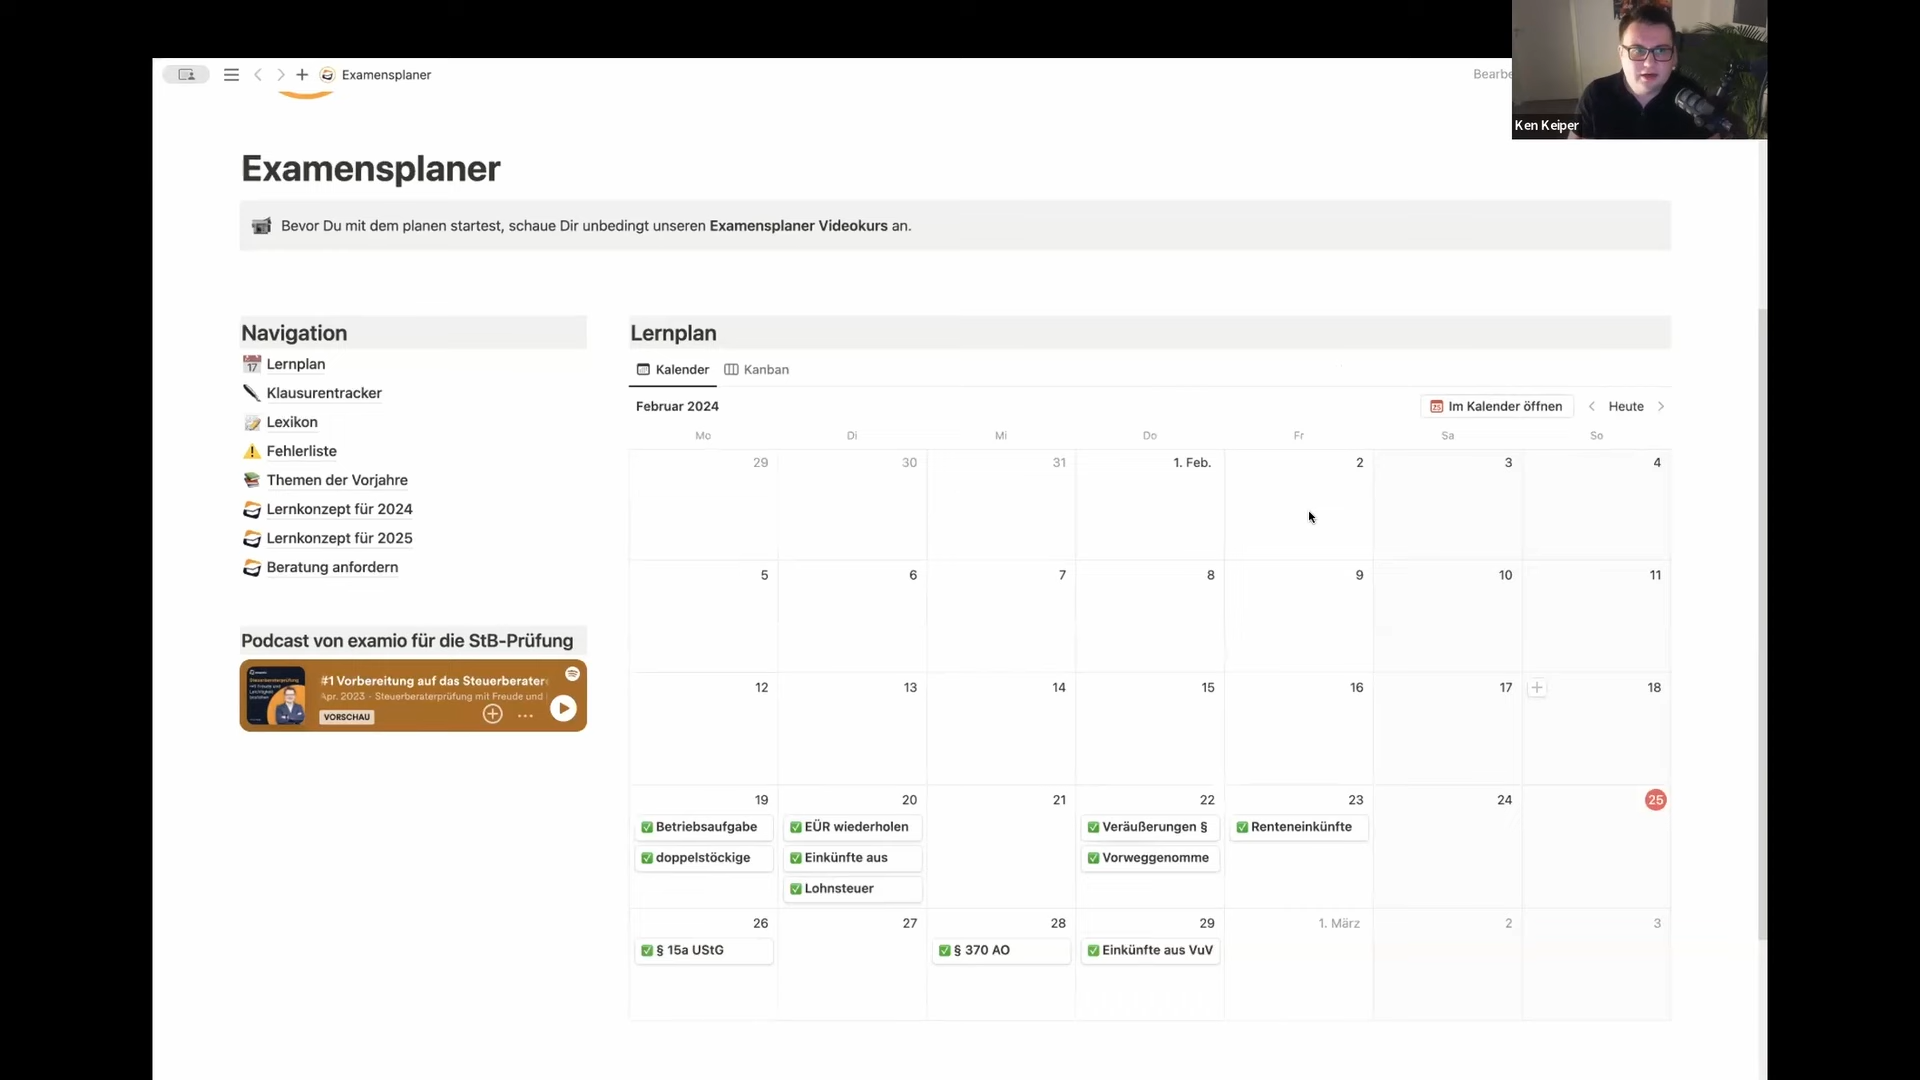 Examensplaner
Bearbe
Ken Keiper
Examensplaner
Bevor Du mit dem planen startest, schaue Dir unbedingt unseren Examensplaner Videokurs an.
Navigation
Lernplan
Klausurentracker
Lexikon
Fehlerliste
Themen der Vorjahre
Lernkonzept für 2024
Lernkonzept für 2025
Beratung anfordern
Podcast von examio für die StB-Prüfung
#1 Vorbereitung auf das Steuerberater
Apr. 2023 - Steuerberaterprüfung mit Freude und
VORSCHAU
Lernplan
Kalender Kanban
Februar 2024 Im Kalender öffnen Heute
Mo Di Mi Do Fr Sa So
29 30 31 1. Feb. 2 3 4
5 6 7 8 9 10 11
12 13 14 15 16 17 18
19 20 21 22 23 24 25
Betriebsaufgabe EÜR wiederholen Veräußerungen § Renteneinkünfte
doppelstöckige Einkünfte aus Vorweggenomme
Lohnsteuer
26 27 28 29 1. März 2 3
§ 15a UStG § 370 AO Einkünfte aus VuV